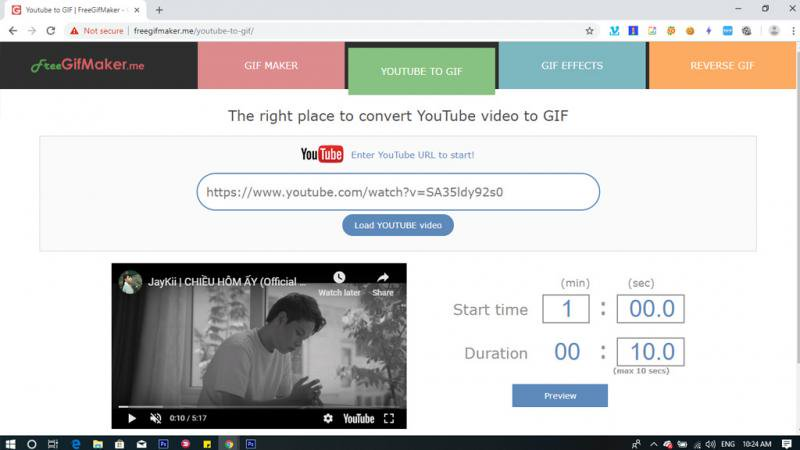 Youtube to GIF | FreeGifMaker - 
Not secure | freegifmaker.me/youtube-to-gif/
FreeGifMaker.me
GIF MAKER
YOUTUBE TO GIF
GIF EFFECTS
REVERSE GIF
The right place to convert YouTube video to GIF
YouTube Enter YouTube URL to start!
https://www.youtube.com/watch?v=SA35ldy92s0
Load YOUTUBE video
JayKii | CHIỀU HÔM ẤY (Official ...
Watch later
Share
0:10 / 5:17
YouTube
(min) (sec)
Start time 1 : 00.0
Duration 00 : 10.0
(max 10 secs)
Preview
ENG 10:24 AM